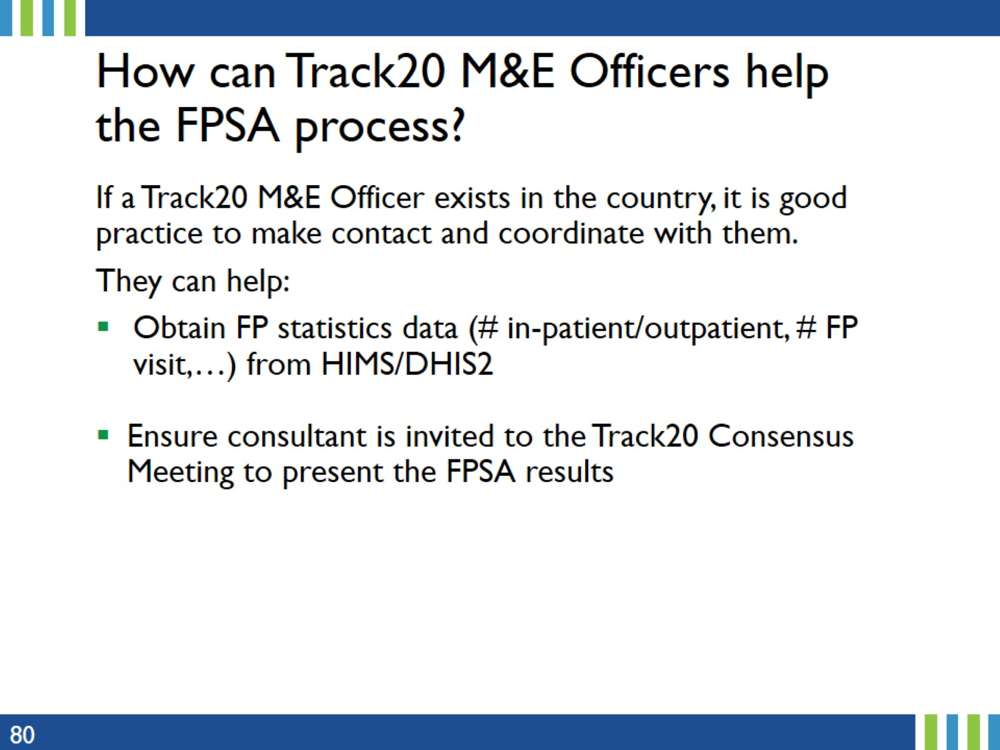 How can Track20 M&E Officers help
the FPSA process?
If a Track20 M&E Officer exists in the country, it is good
practice to make contact and coordinate with them.
They can help:
▪ Obtain FP statistics data (# in-patient/outpatient, # FP
visit,…) from HIMS/DHIS2
▪ Ensure consultant is invited to the Track20 Consensus
Meeting to present the FPSA results
80